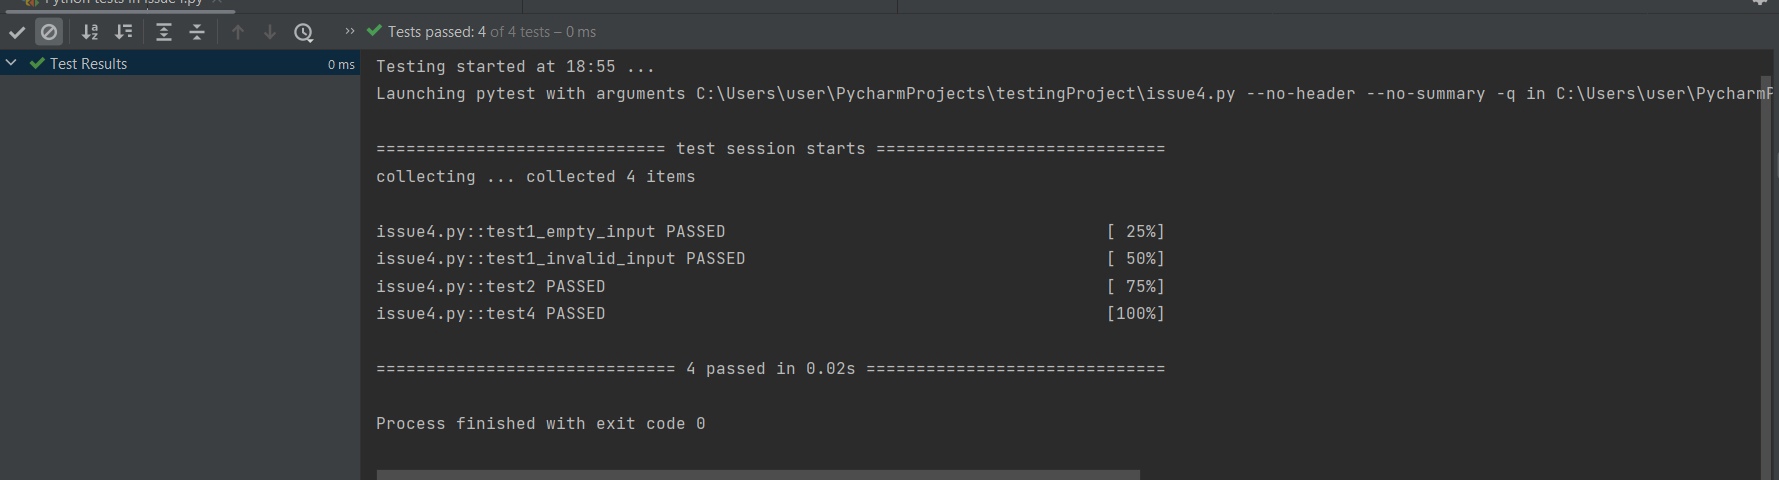 Python tests in issue4.py
Tests passed: 4 of 4 tests – 0 ms
Test Results 0 ms
Testing started at 18:55 ...
Launching pytest with arguments C:\Users\user\PycharmProjects\testingProject\issue4.py --no-header --no-summary -q in C:\Users\user\PycharmP
============================= test session starts =============================
collecting ... collected 4 items
issue4.py::test1_empty_input PASSED [ 25%]
issue4.py::test1_invalid_input PASSED [ 50%]
issue4.py::test2 PASSED [ 75%]
issue4.py::test4 PASSED [100%]
============================== 4 passed in 0.02s ==============================
Process finished with exit code 0